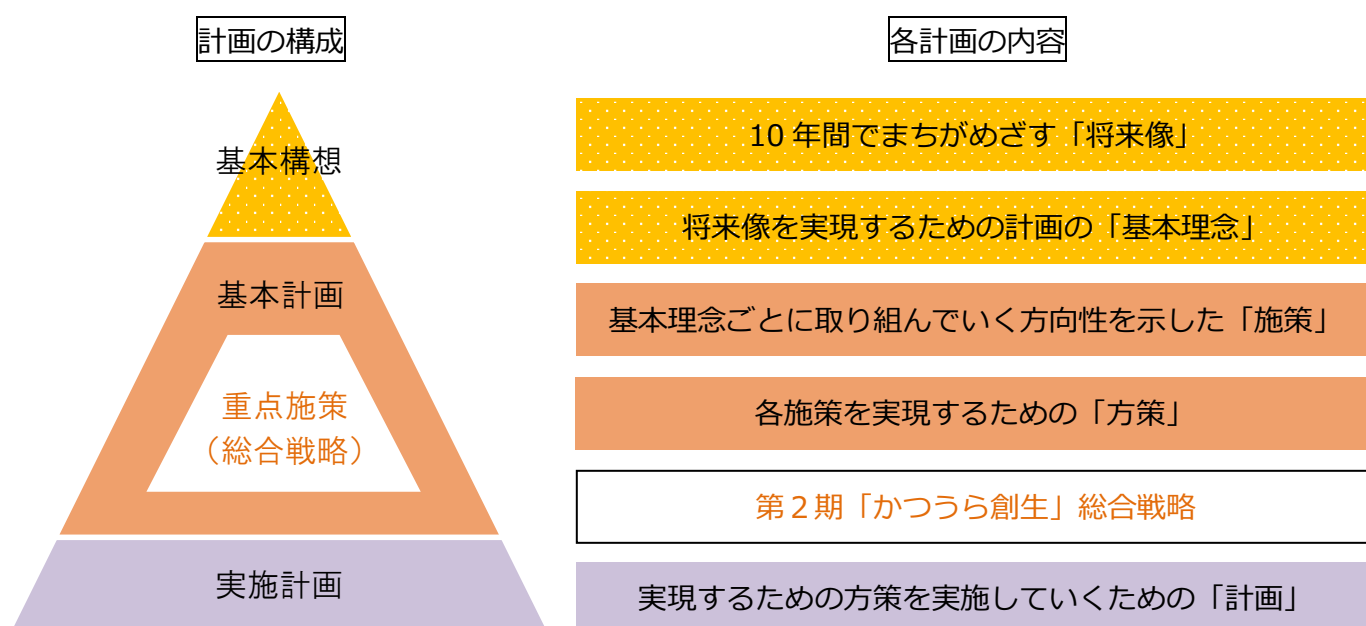 計画の構成
各計画の内容
基本構想
基本計画
重点施策
（総合戦略）
実施計画
10 年間でまちがめざす「将来像」
将来像を実現するための計画の「基本理念」
基本理念ごとに取り組んでいく方向性を示した「施策」
各施策を実現するための「方策」
第２期「かつうら創生」総合戦略
実現するための方策を実施していくための「計画」